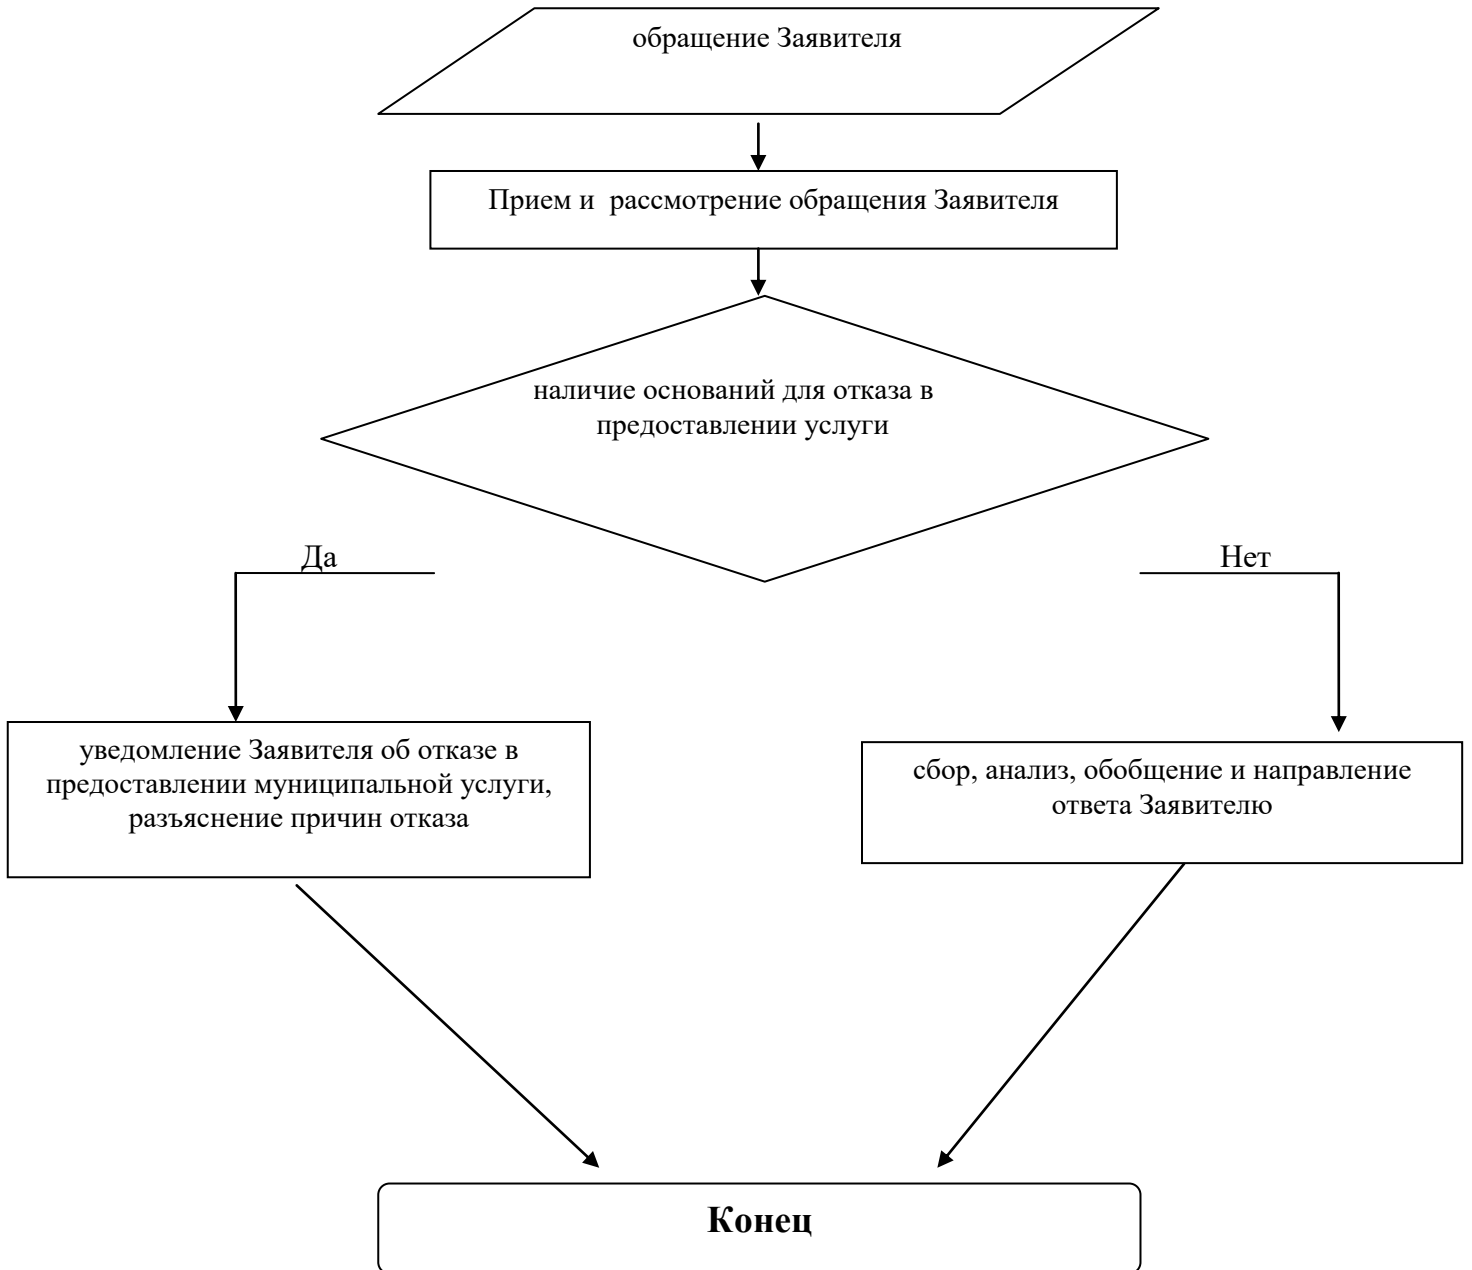 обращение Заявителя
Прием и  рассмотрение обращения Заявителя
наличие оснований для отказа в
предоставлении услуги
Да
Нет
уведомление Заявителя об отказе в
предоставлении муниципальной услуги,
разъяснение причин отказа
сбор, анализ, обобщение и направление
ответа Заявителю
Конец